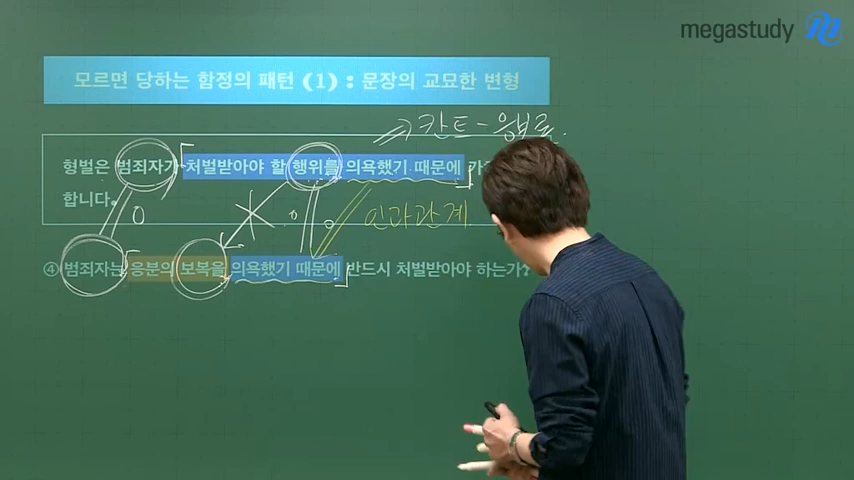 megastudy
모르면 당하는 함정의 패턴 (1) : 문장의 교묘한 변형
칸트 - 응보론.
형벌은 범죄자가 처벌받아야 할 행위를 의욕했기 때문에 가
합니다.
인과관계
④ 범죄자는 응분의 보복을 의욕했기 때문에 반드시 처벌받아야 하는가?